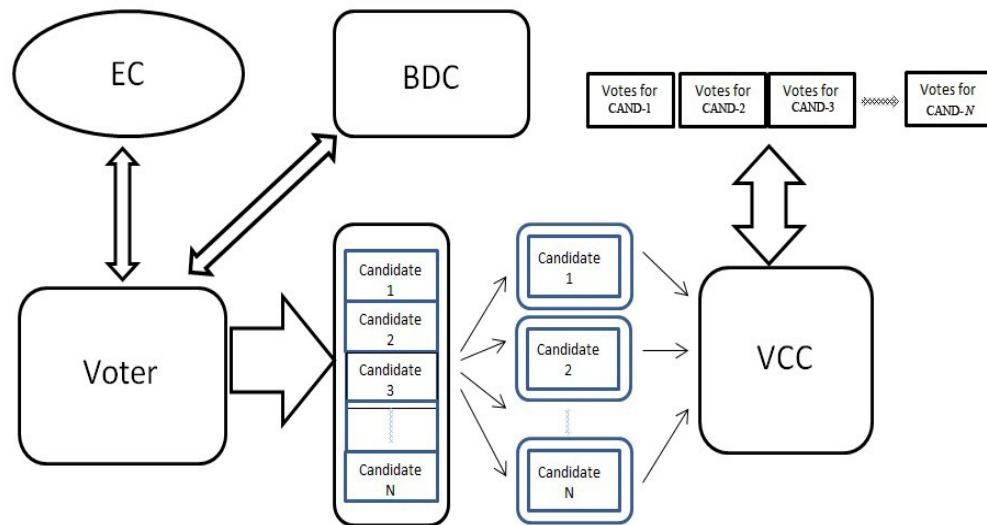 EC
BDC
Votes for
CAND-1
Votes for
CAND-2
Votes for
CAND-3
Votes for
CAND-N
Voter
Candidate
1
Candidate
2
Candidate
3
Candidate
N
Candidate
1
Candidate
2
Candidate
N
VCC